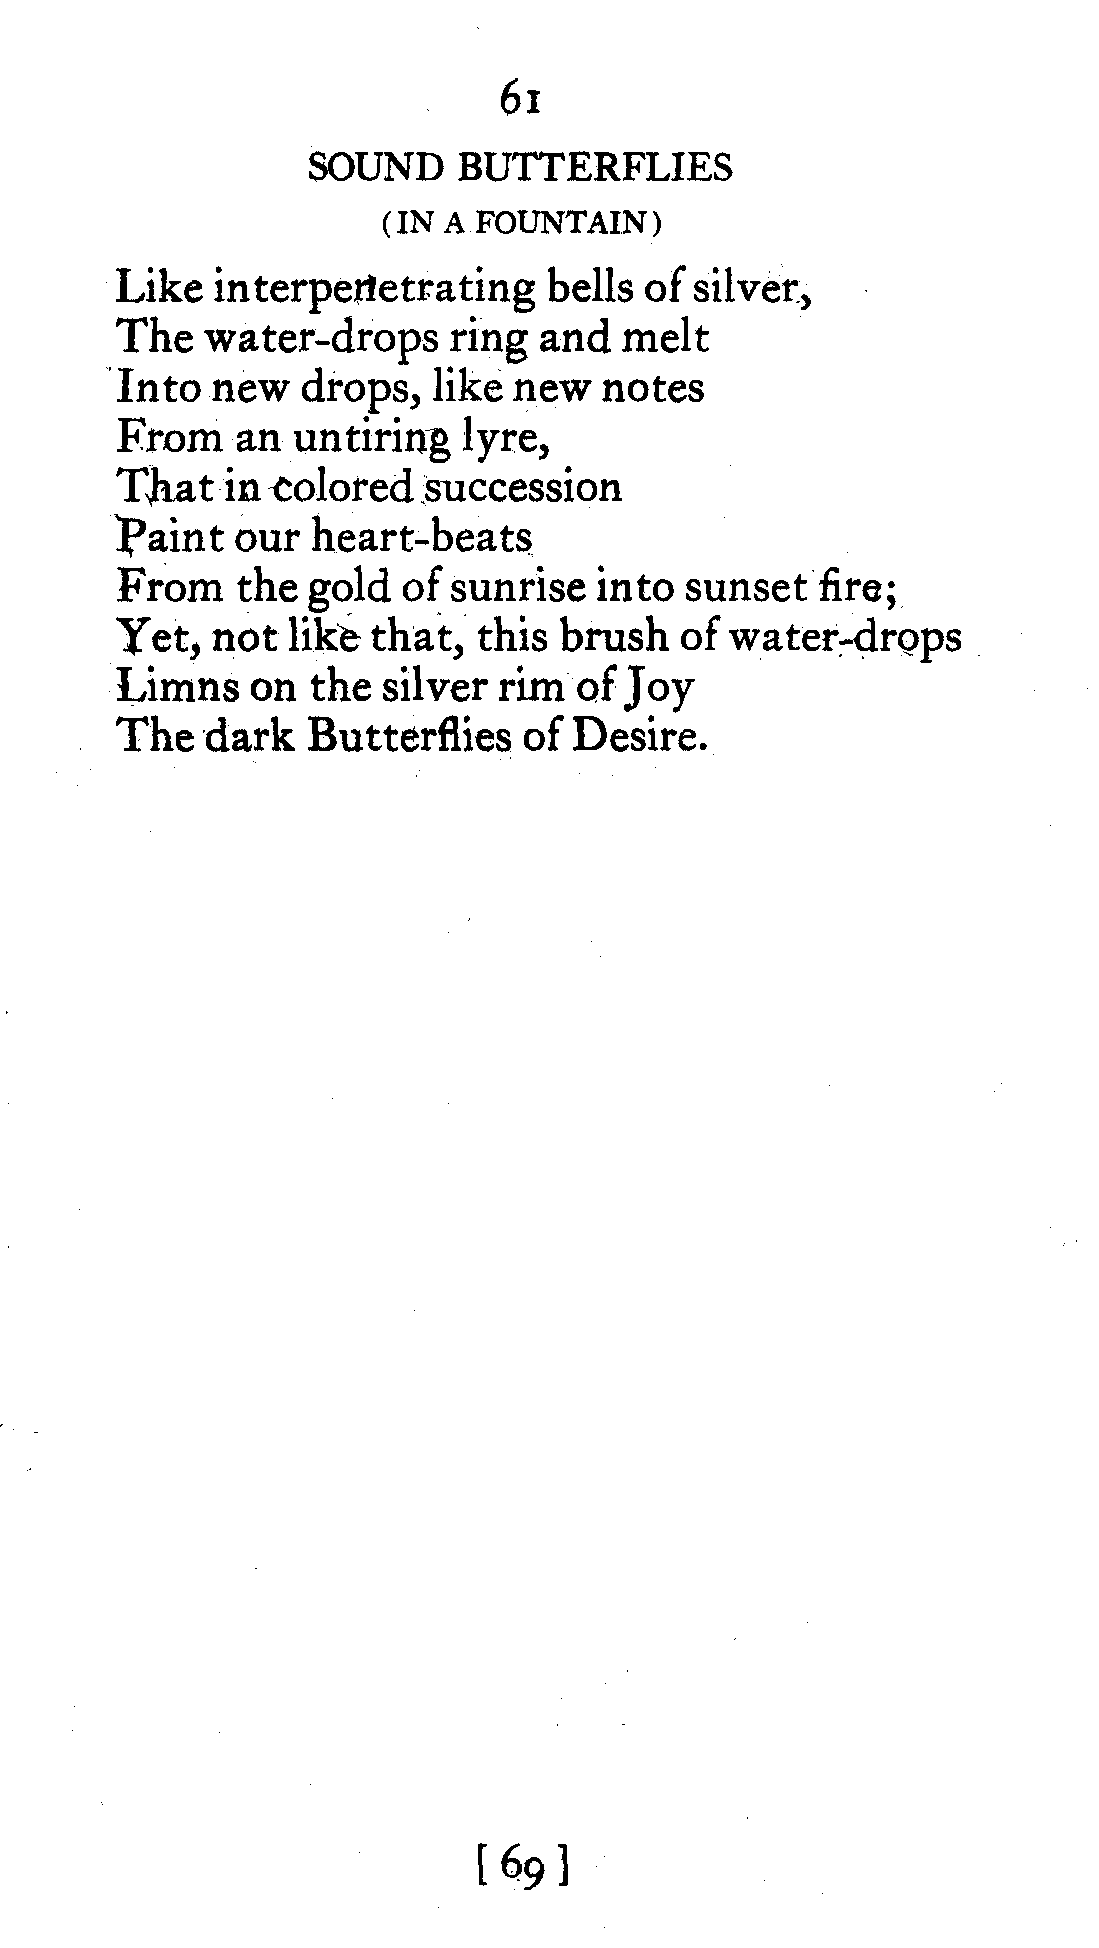 61
SOUND BUTTERFLIES
(IN A FOUNTAIN)
Like interpenetrating bells of silver,
The water-drops ring and melt
Into new drops, like new notes
From an untiring lyre,
That in colored succession
Paint our heart-beats
From the gold of sunrise into sunset fire;
Yet, not like that, this brush of water-drops
Limns on the silver rim of Joy
The dark Butterflies of Desire.
[69]